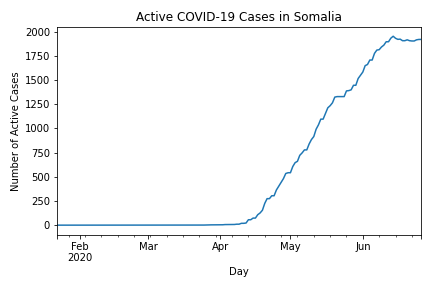 Active COVID-19 Cases in Somalia
Number of Active Cases
2000
1750
1500
1250
1000
750
500
250
0
Feb Mar Apr May Jun
2020
Day